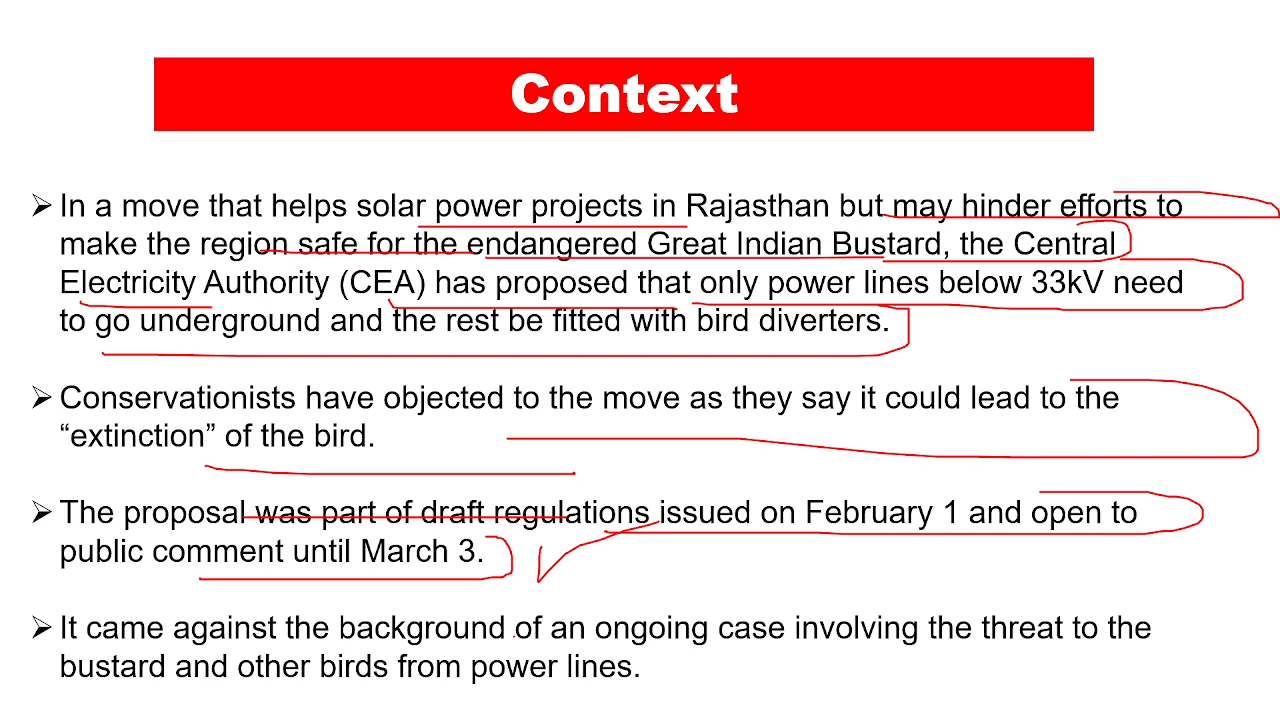 Context
➢ In a move that helps solar power projects in Rajasthan but may hinder efforts to
make the region safe for the endangered Great Indian Bustard, the Central
Electricity Authority (CEA) has proposed that only power lines below 33kV need
to go underground and the rest be fitted with bird diverters.
➢ Conservationists have objected to the move as they say it could lead to the
“extinction” of the bird.
➢ The proposal was part of draft regulations issued on February 1 and open to
public comment until March 3.
➢ It came against the background of an ongoing case involving the threat to the
bustard and other birds from power lines.